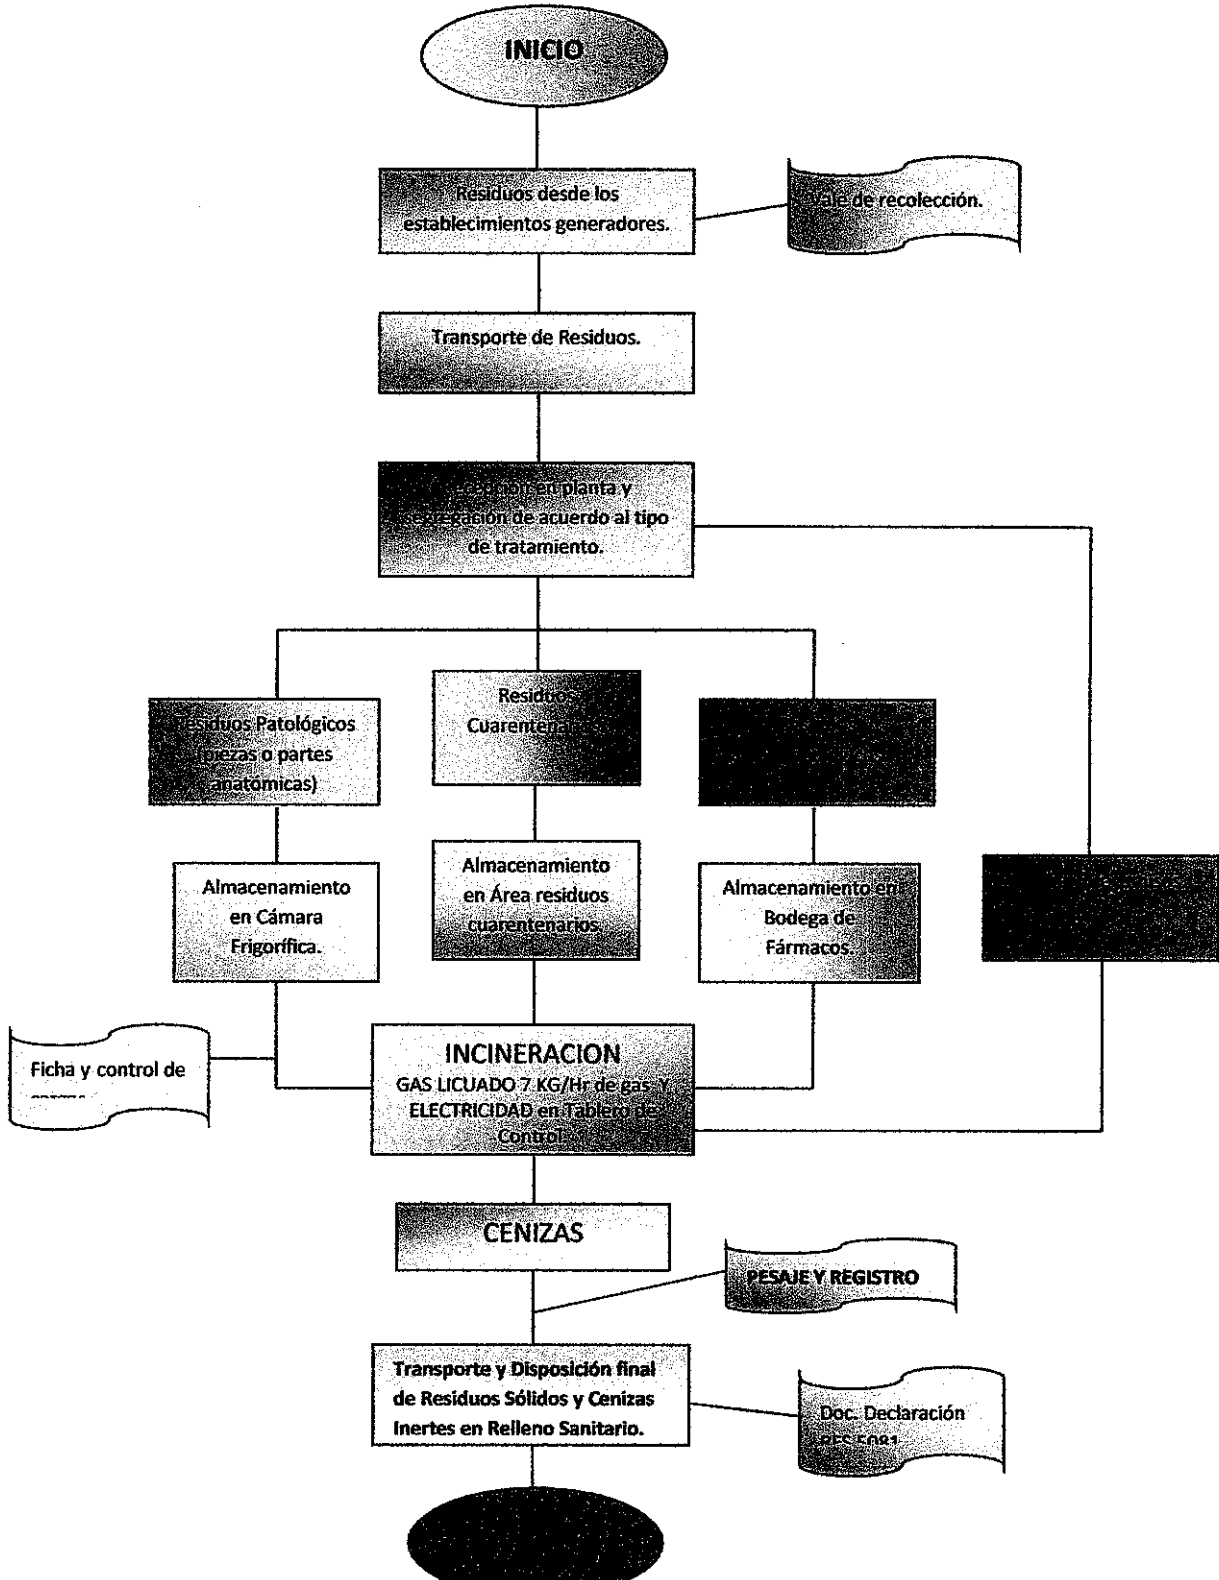 INICIO
Residuos desde los
establecimientos generadores.
Vale de recolección.
Transporte de Residuos.
en planta y
segregación de acuerdo al tipo
de tratamiento.
Residuos Patológicos
(piezas o partes
anatómicas)
Residuos
Cuarentenarios
Almacenamiento
en Cámara
Frigorífica.
Almacenamiento
en Área residuos
cuarentenarios
Almacenamiento en
Bodega de
Fármacos.
Ficha y control de
INCINERACION
GAS LICUADO 7 KG/Hr de gas Y
ELECTRICIDAD en Tablero de
Control
CENIZAS
PESAJE Y REGISTRO
Transporte y Disposición final
de Residuos Sólidos y Cenizas
Inertes en Relleno Sanitario.
Doc. Declaración